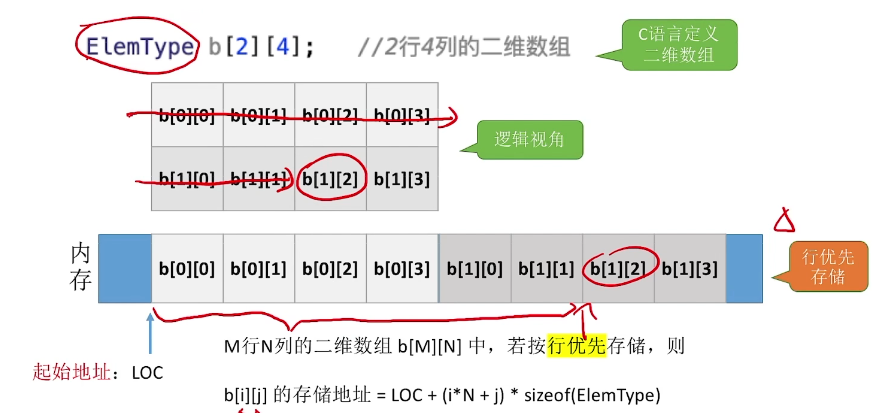 ElemType b[2][4]; //2行4列的二维数组
C语言定义
二维数组
b[0][0] b[0][1] b[0][2] b[0][3]
逻辑视角
b[1][0] b[1][1] b[1][2] b[1][3]
内存
b[0][0] b[0][1] b[0][2] b[0][3] b[1][0] b[1][1] b[1][2] b[1][3]
行优先
存储
M行N列的二维数组 b[M][N] 中，若按行优先存储，则
起始地址：LOC
b[i][j] 的存储地址 = LOC + (i*N + j) * sizeof(ElemType)